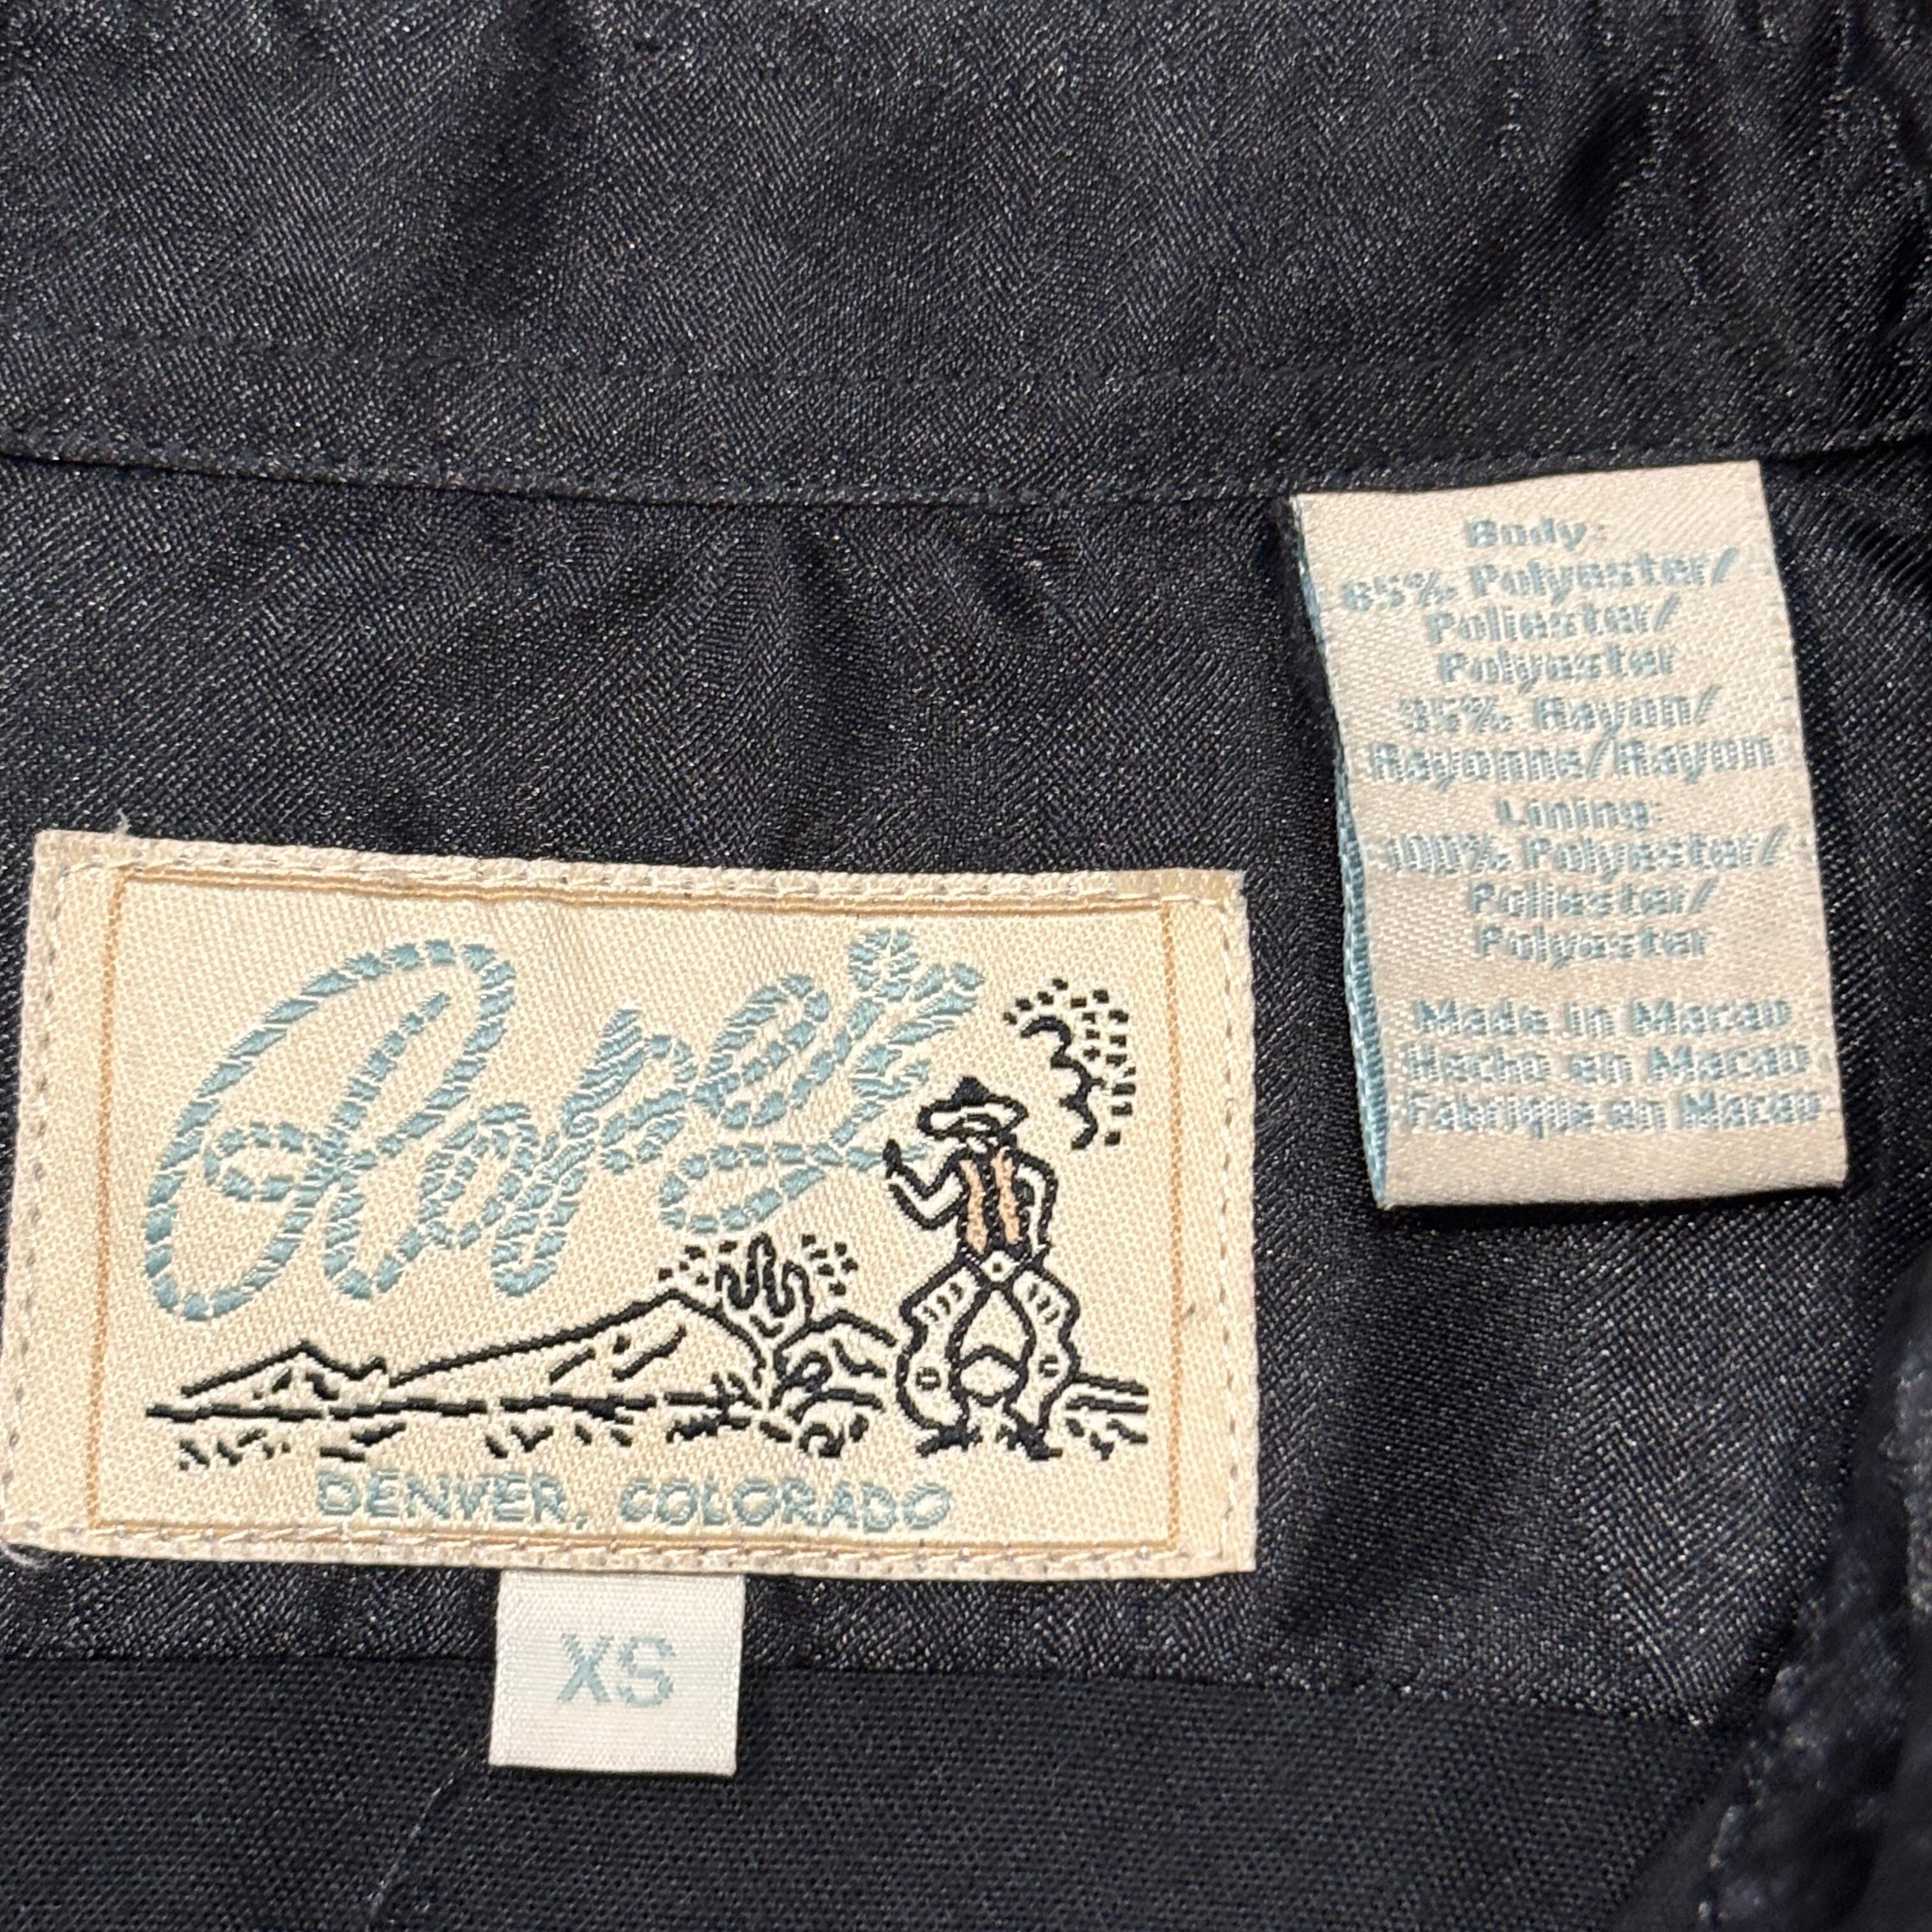 Body:
65% Polyester/
Poliester/
Polyester
35% Rayon/
Rayonne/Rayon
Lining:
100% Polyester/
Poliester/
Polyester
Made in Macao
Hecho en Macao
Fabrique en Macao
Roper
DENVER, COLORADO
XS